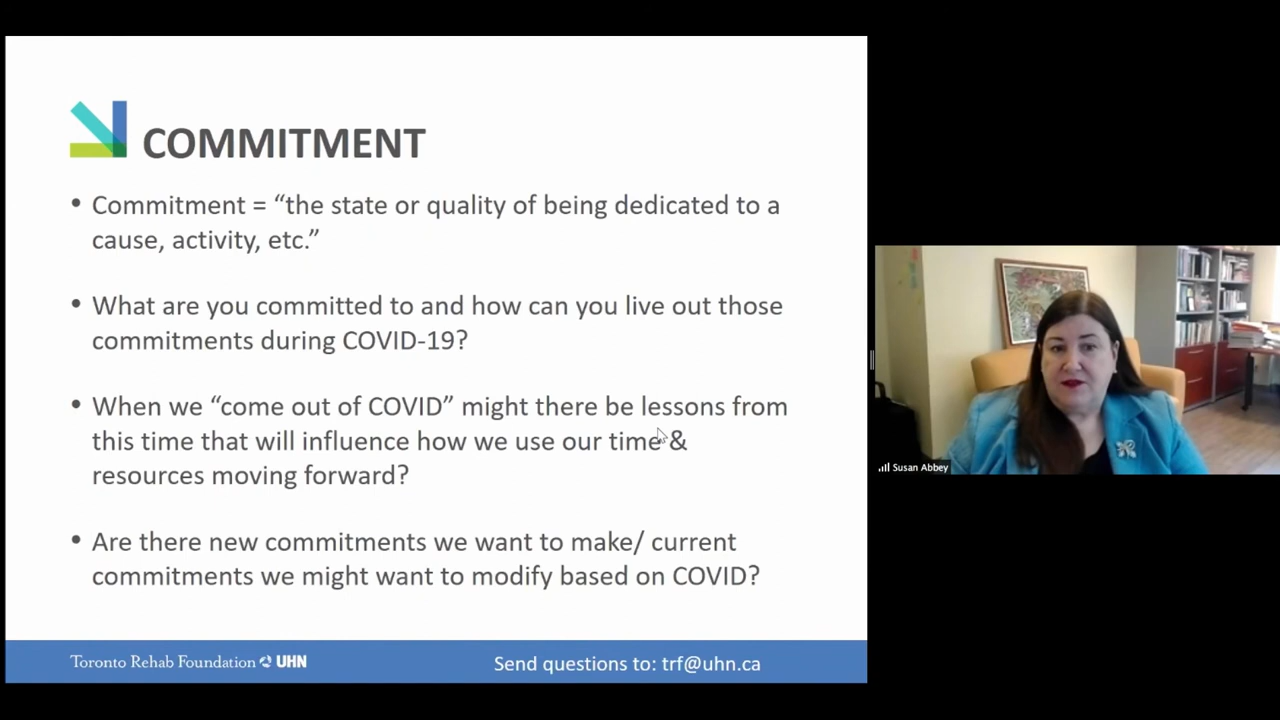 COMMITMENT
• Commitment = “the state or quality of being dedicated to a
cause, activity, etc.”
• What are you committed to and how can you live out those
commitments during COVID-19?
• When we “come out of COVID” might there be lessons from
this time that will influence how we use our time &
resources moving forward?
• Are there new commitments we want to make/ current
commitments we might want to modify based on COVID?
Toronto Rehab Foundation UHN
Send questions to: trf@uhn.ca
Susan Abbey